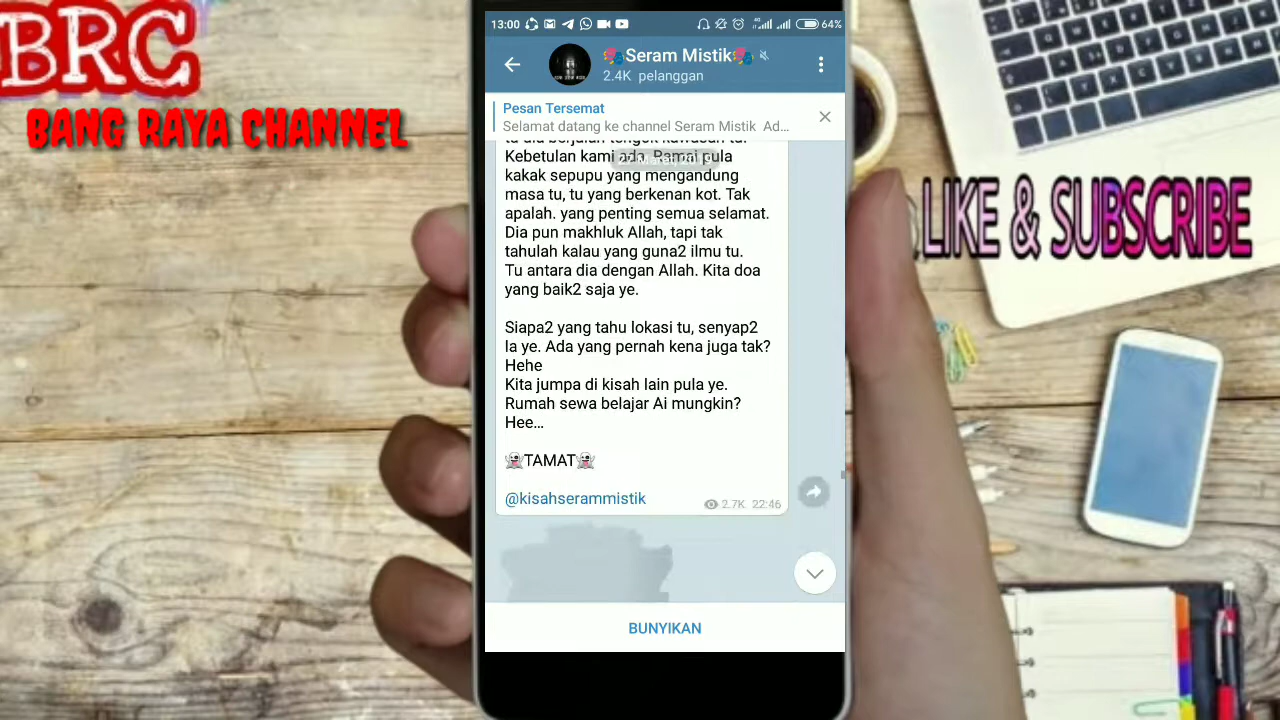 BRC
BANG RAYA CHANNEL
LIKE & SUBSCRIBE
13:00
64%
🎭Seram Mistik🎭
2.4K pelanggan
Pesan Tersemat
Selamat datang ke channel Seram Mistik Ad...
Kebetulan kami ada. Ramai pula
kakak sepupu yang mengandung
masa tu, tu yang berkenan kot. Tak
apalah. yang penting semua selamat.
Dia pun makhluk Allah, tapi tak
tahulah kalau yang guna2 ilmu tu.
Tu antara dia dengan Allah. Kita doa
yang baik2 saja ye.
Siapa2 yang tahu lokasi tu, senyap2
la ye. Ada yang pernah kena juga tak?
Hehe
Kita jumpa di kisah lain pula ye.
Rumah sewa belajar Ai mungkin?
Hee...
👻TAMAT👻
@kisahserammistik
2.7K 22:46
BUNYIKAN